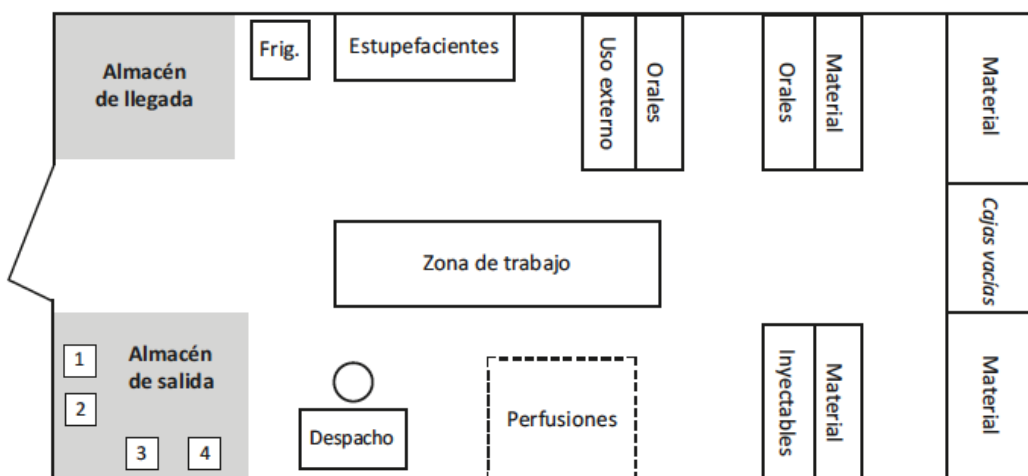 Almacén
de llegada
Frig.
Estupefacientes
Uso externo
Orales
Orales
Material
Material
Zona de trabajo
Cajas vacías
1
2
Almacén
de salida
3
4
Despacho
Perfusiones
Inyectables
Material
Material